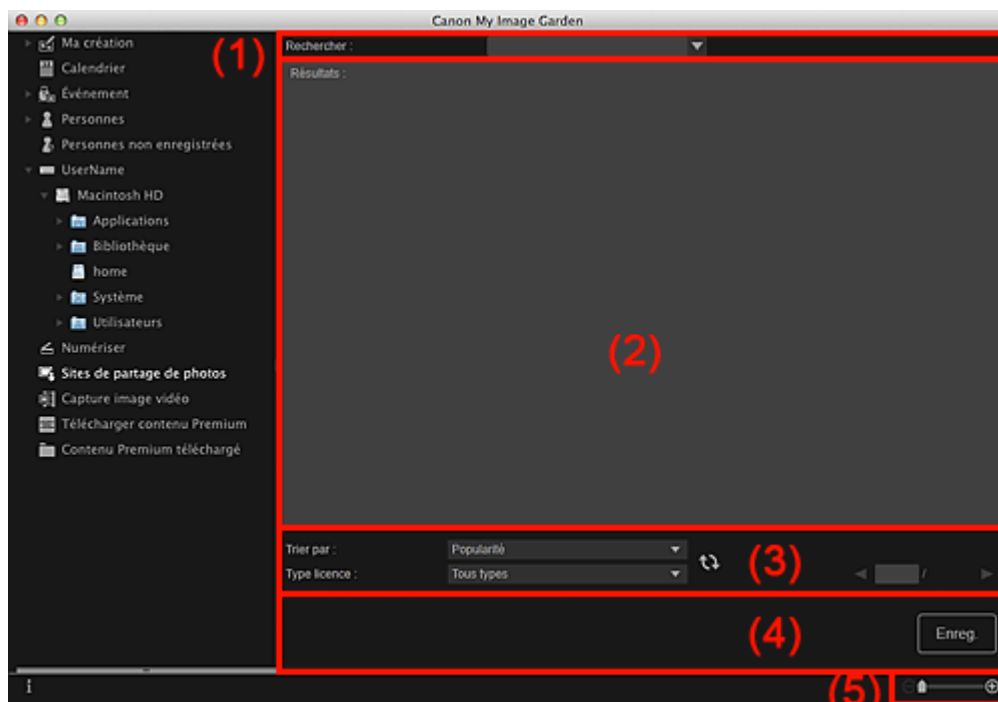 Canon My Image Garden
Ma création
Calendrier
Événement
Personnes
Personnes non enregistrées
UserName
Macintosh HD
Applications
Bibliothèque
home
Système
Utilisateurs
Numériser
Sites de partage de photos
Capture image vidéo
Télécharger contenu Premium
Contenu Premium téléchargé
(1)
Rechercher :
Résultats :
(2)
Trier par : Popularité
Type licence : Tous types
(3)
/
(4)
Enreg.
(5)